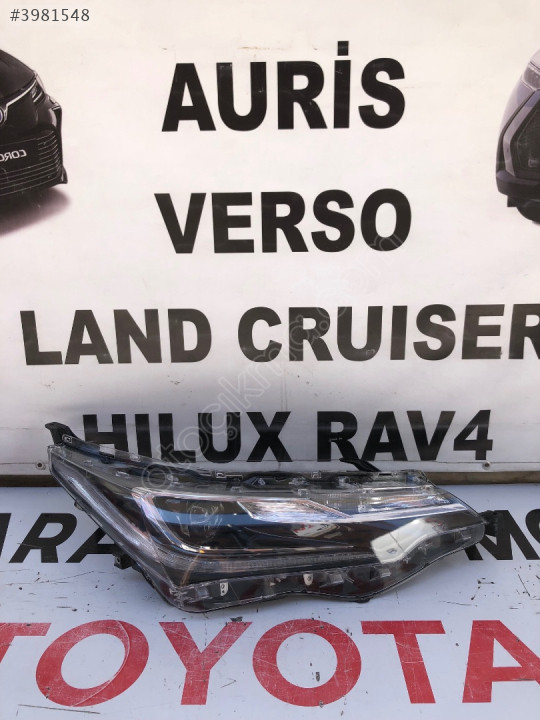 #3981548
AURİS
VERSO
LAND CRUISER
HILUX RAV4
TOYOTA